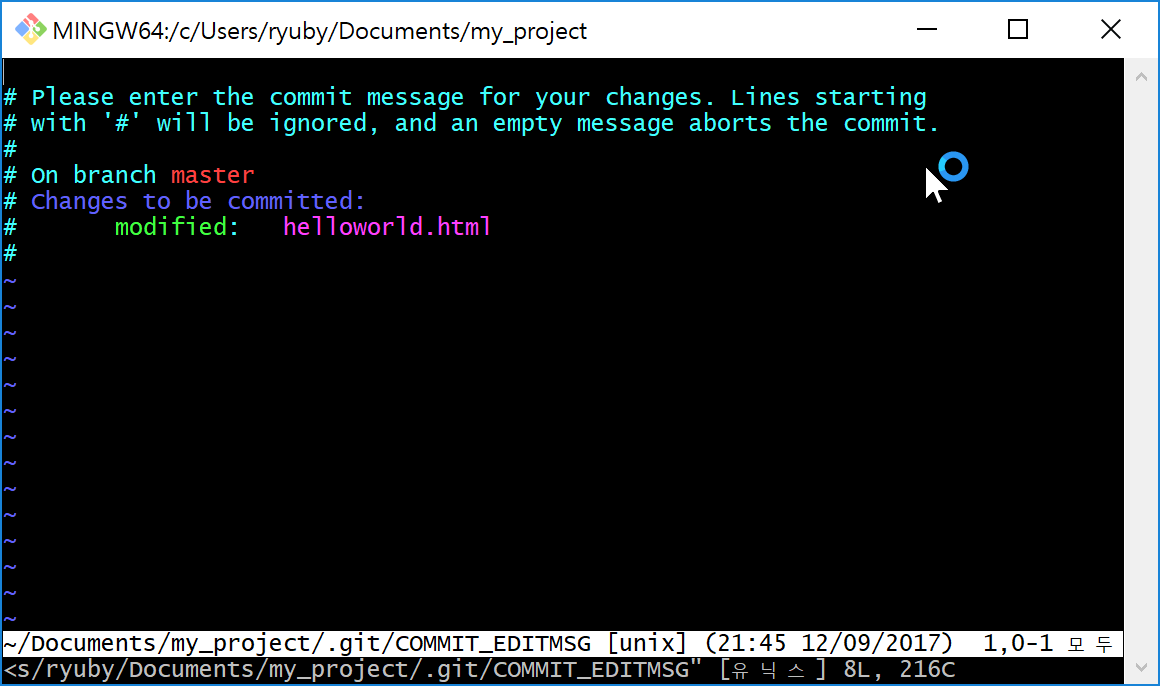 MINGW64:/c/Users/ryuby/Documents/my_project
# Please enter the commit message for your changes. Lines starting
# with '#' will be ignored, and an empty message aborts the commit.
#
# On branch master
# Changes to be committed:
#       modified:   helloworld.html
#
~
~
~
~
~
~
~
~
~
~
~
~
~
~
~/Documents/my_project/.git/COMMIT_EDITMSG [unix] (21:45 12/09/2017)  1,0-1 모 두
<s/ryuby/Documents/my_project/.git/COMMIT_EDITMSG" [유 닉 스 ] 8L, 216C